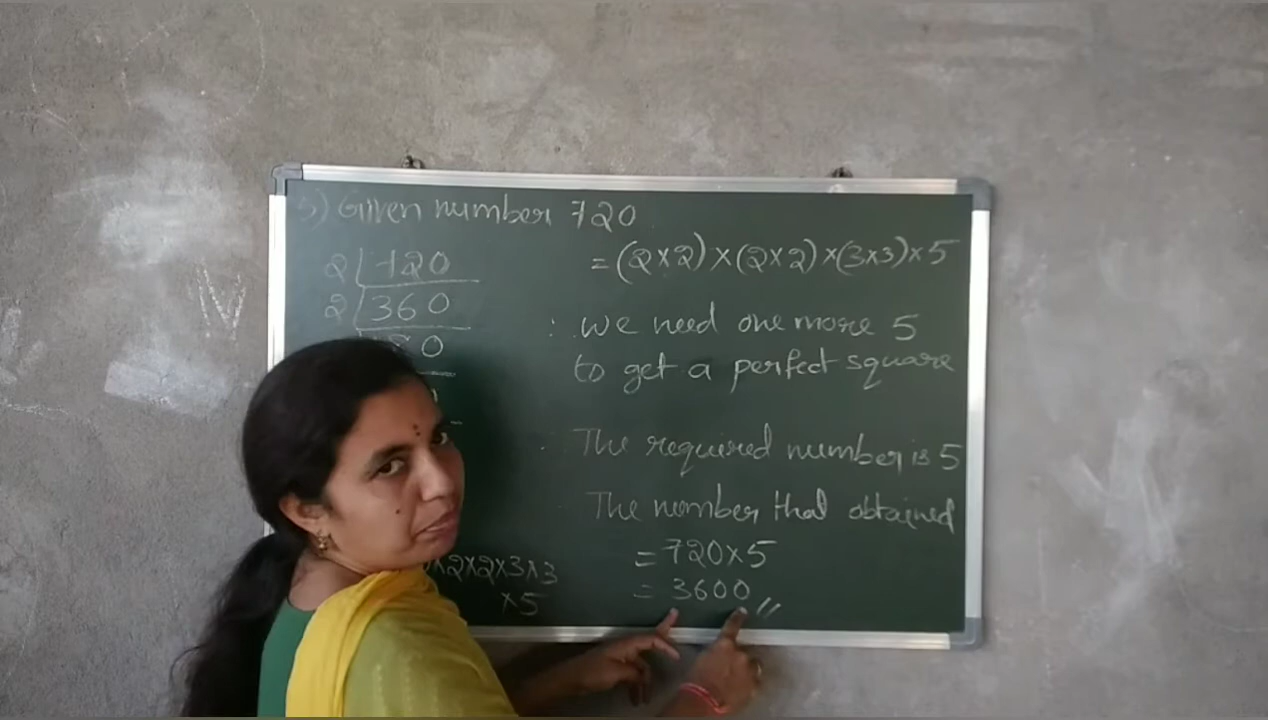 5) Given number 720
2 720
2 360
80
×2×2×3×3
×5
= (2×2)×(2×2)×(3×3)×5
: we need one more 5
to get a perfect square
The required number is 5
The number that obtained
= 720×5
= 3600 //